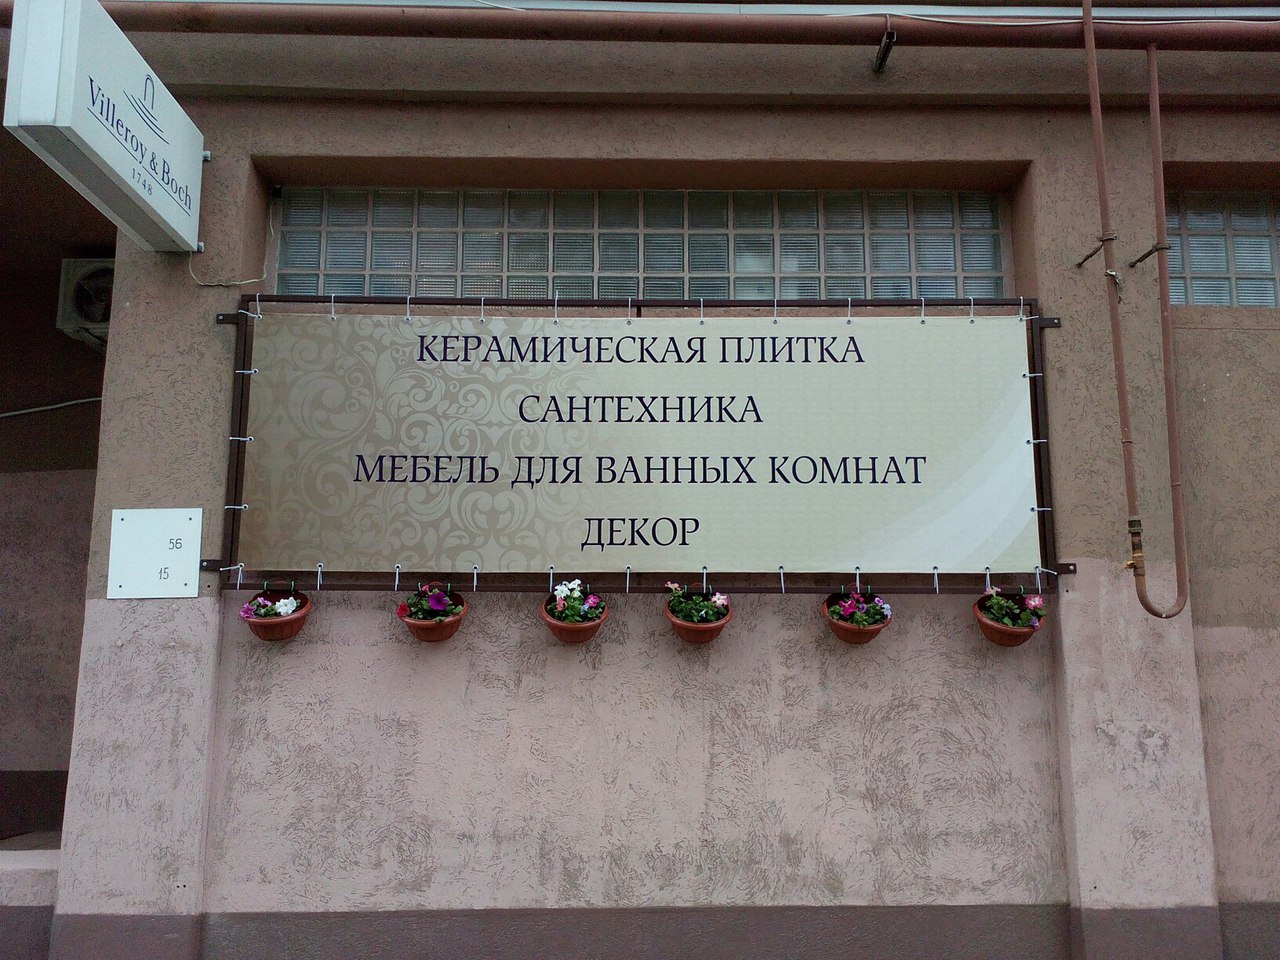 Villeroy & Boch
1748
КЕРАМИЧЕСКАЯ ПЛИТКА
САНТЕХНИКА
МЕБЕЛЬ ДЛЯ ВАННЫХ КОМНАТ
ДЕКОР
56
15